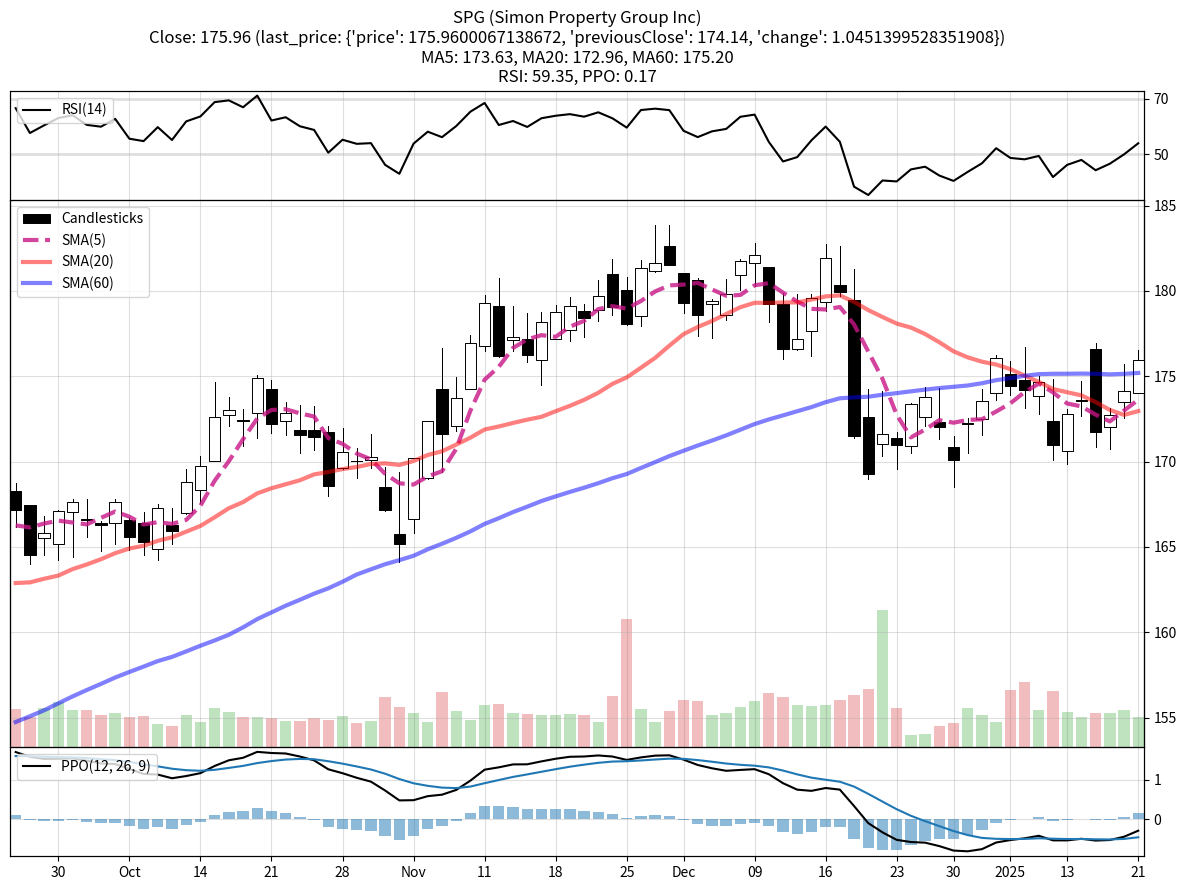 SPG (Simon Property Group Inc)
Close: 175.96 (last_price: {'price': 175.9600067138672, 'previousClose': 174.14, 'change': 1.0451399528351908})
MA5: 173.63, MA20: 172.96, MA60: 175.20
RSI: 59.35, PPO: 0.17
RSI(14)
70
50
Candlesticks
SMA(5)
SMA(20)
SMA(60)
185
180
175
170
165
160
155
PPO(12, 26, 9)
1
0
30 Oct 14 21 28 Nov 11 18 25 Dec 09 16 23 30 2025 13 21